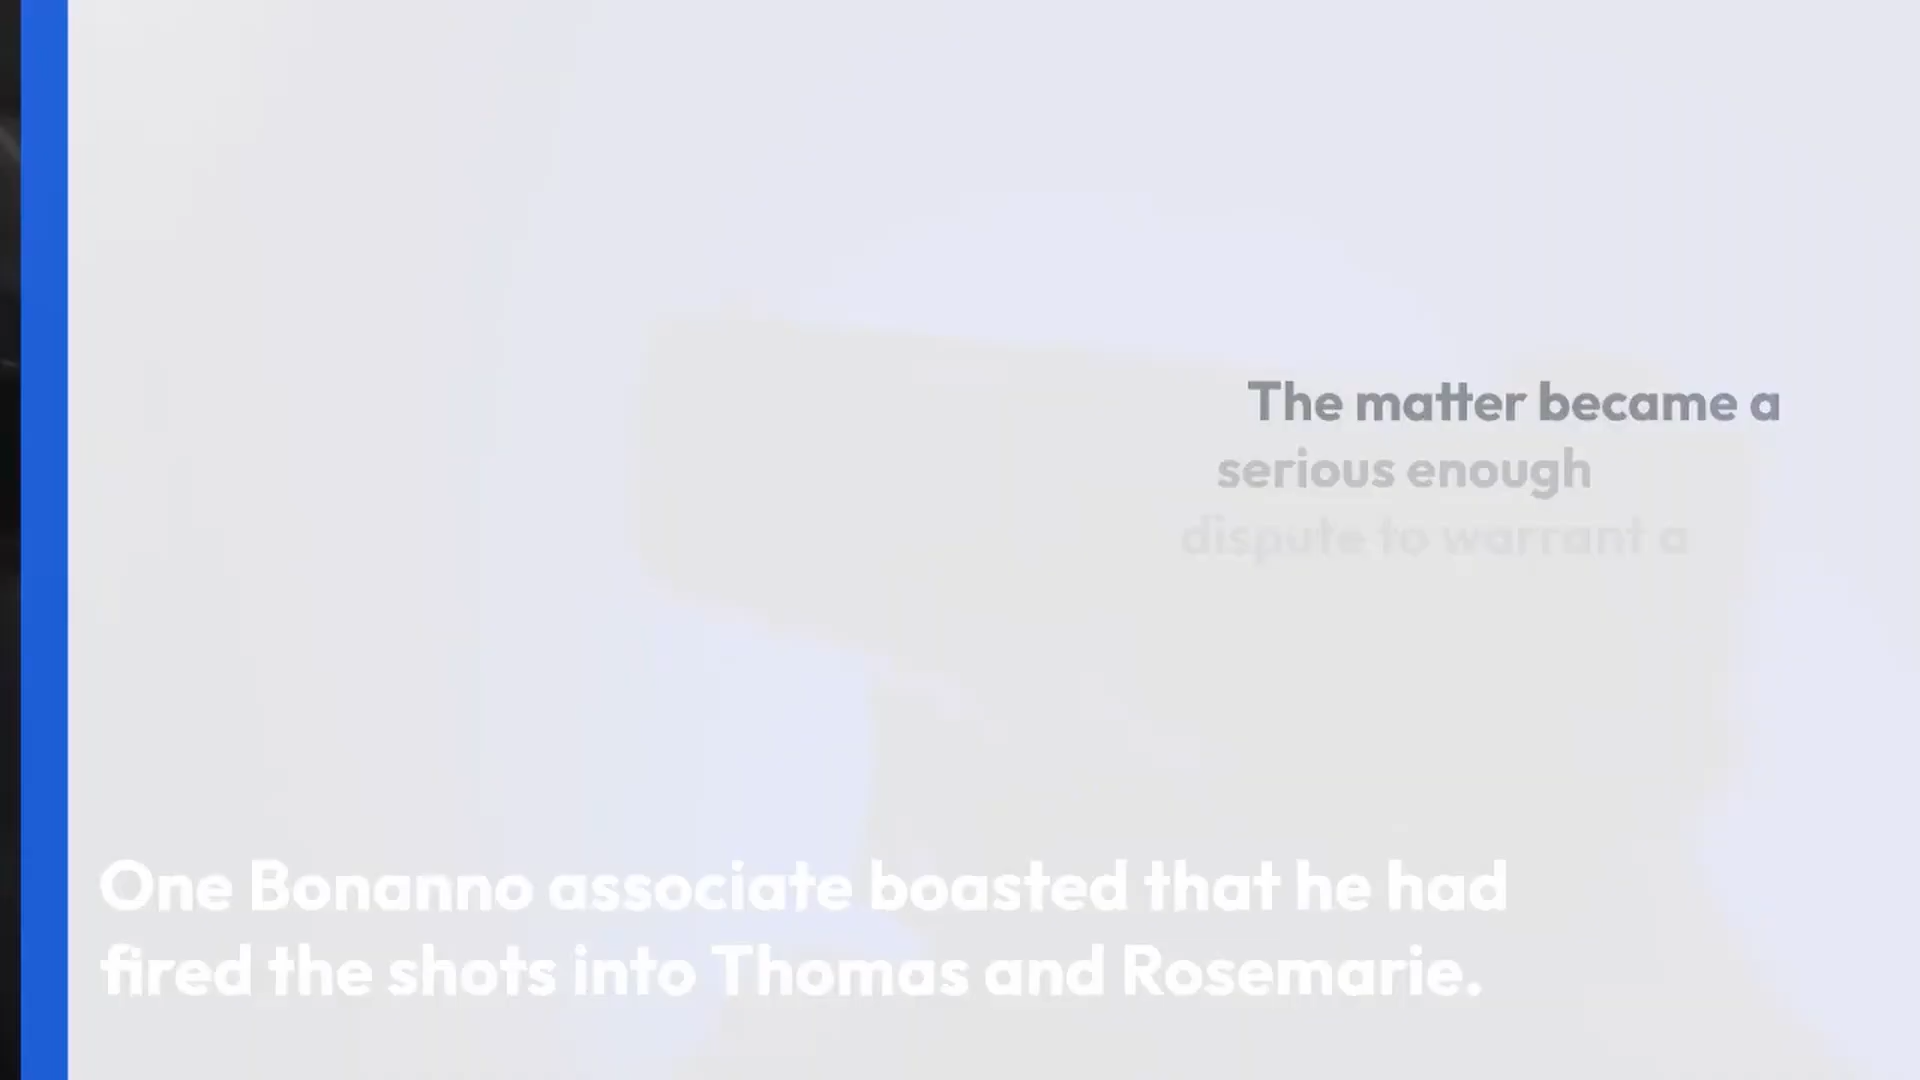 The matter became a
serious enough
dispute to warrant a
One Bonanno associate boasted that he had
fired the shots into Thomas and Rosemarie.